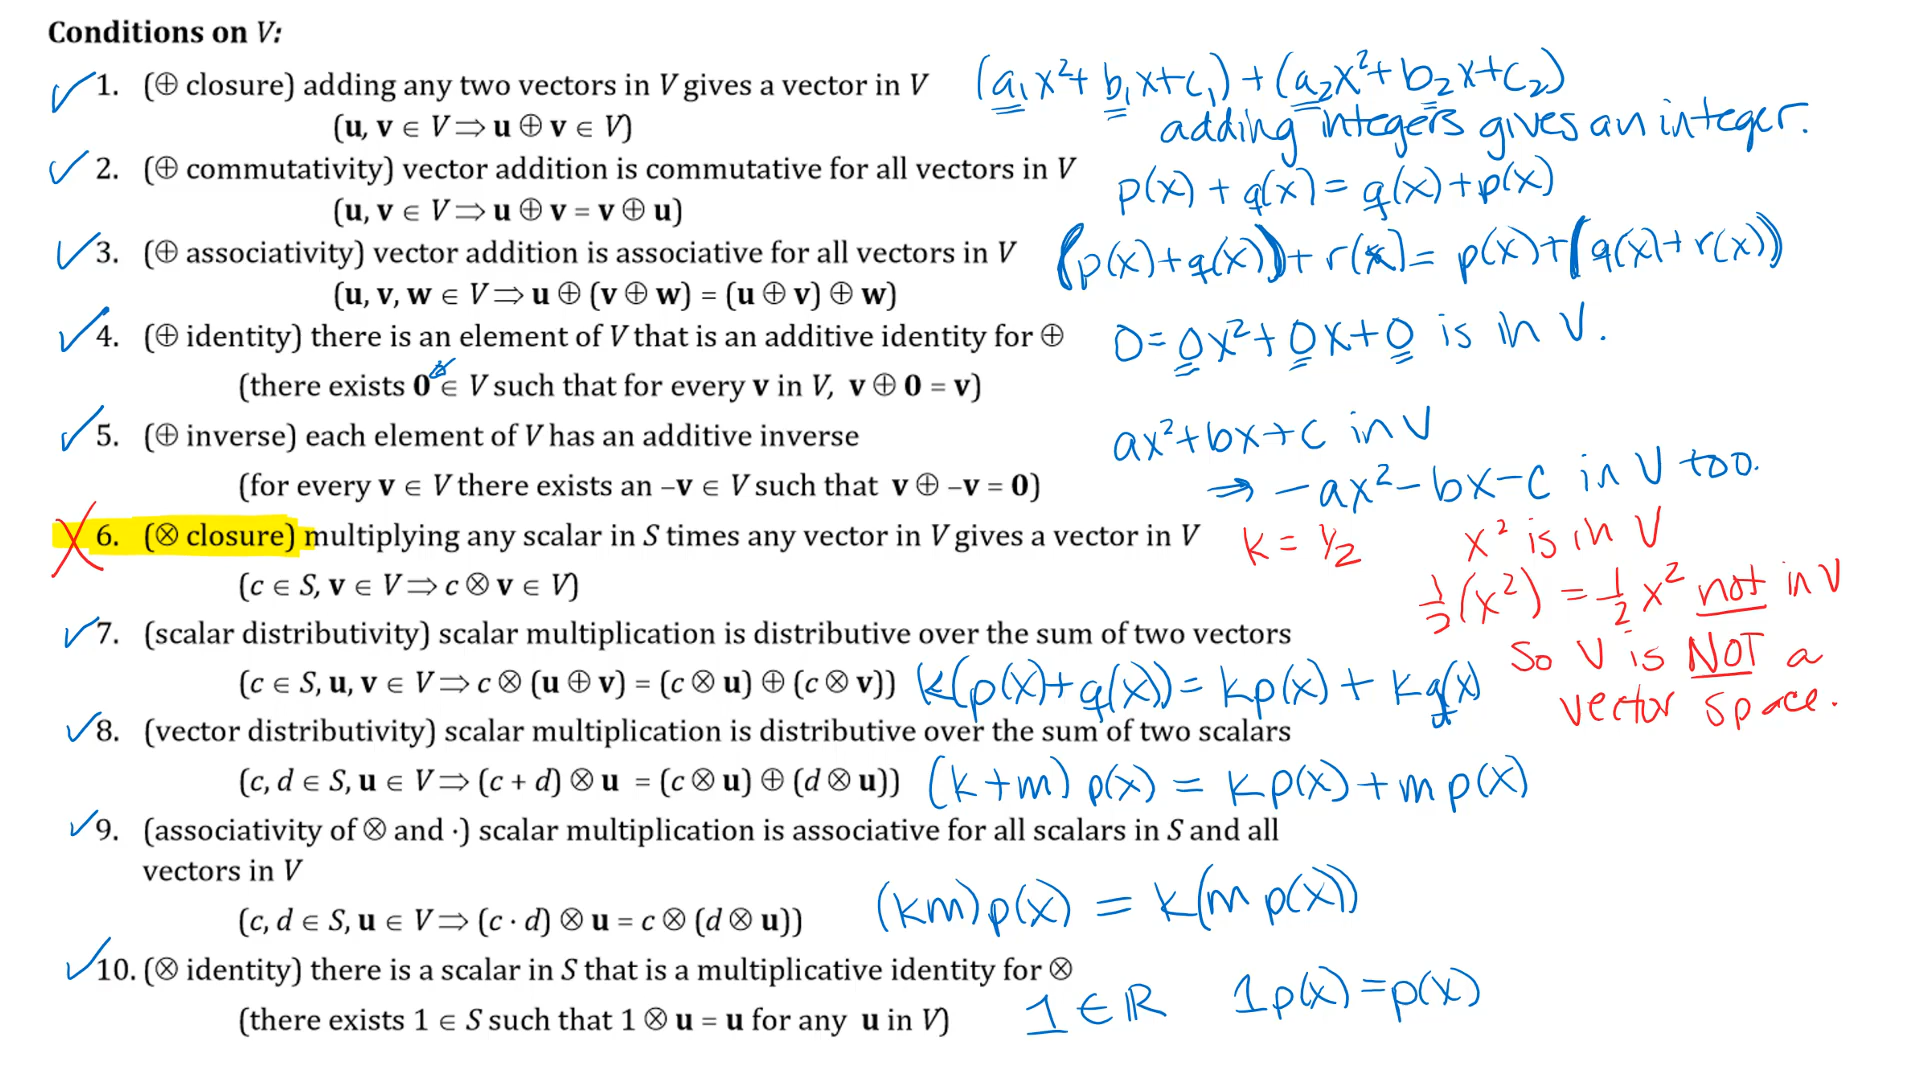 Conditions on V:
1. (⊕ closure) adding any two vectors in V gives a vector in V
(a₁x²+ b₁x+c₁) + (a₂x²+ b₂x+c₂)
(u, v ∈ V ⇒ u ⊕ v ∈ V)
adding integers gives an integer.
2. (⊕ commutativity) vector addition is commutative for all vectors in V
p(x) + q(x) = q(x)+p(x)
(u, v ∈ V ⇒ u ⊕ v = v ⊕ u)
3. (⊕ associativity) vector addition is associative for all vectors in V
(p(x)+q(x))+ r(x) = p(x)+(q(x)+r(x))
(u, v, w ∈ V ⇒ u ⊕ (v ⊕ w) = (u ⊕ v) ⊕ w)
4. (⊕ identity) there is an element of V that is an additive identity for ⊕
0= 0x²+ 0x+0 is in V.
(there exists 0 ∈ V such that for every v in V, v ⊕ 0 = v)
5. (⊕ inverse) each element of V has an additive inverse
ax²+bx+c in V
(for every v ∈ V there exists an –v ∈ V such that v ⊕ –v = 0)
⇒ -ax²-bx-c in V too.
6. (⊗ closure) multiplying any scalar in S times any vector in V gives a vector in V
k = ½ x² is in V
(c ∈ S, v ∈ V ⇒ c ⊗ v ∈ V)
½(x²) = ½x² not in V
7. (scalar distributivity) scalar multiplication is distributive over the sum of two vectors
So V is NOT a
(c ∈ S, u, v ∈ V ⇒ c ⊗ (u ⊕ v) = (c ⊗ u) ⊕ (c ⊗ v))
k(p(x)+q(x)) = kp(x) + kq(x)
vector space.
8. (vector distributivity) scalar multiplication is distributive over the sum of two scalars
(c, d ∈ S, u ∈ V ⇒ (c + d) ⊗ u = (c ⊗ u) ⊕ (d ⊗ u))
(k+m) p(x) = kp(x)+mp(x)
9. (associativity of ⊗ and ·) scalar multiplication is associative for all scalars in S and all
vectors in V
(km)p(x) = k(mp(x))
(c, d ∈ S, u ∈ V ⇒ (c · d) ⊗ u = c ⊗ (d ⊗ u))
10. (⊗ identity) there is a scalar in S that is a multiplicative identity for ⊗
1 ∈ ℝ 1p(x)=p(x)
(there exists 1 ∈ S such that 1 ⊗ u = u for any u in V)